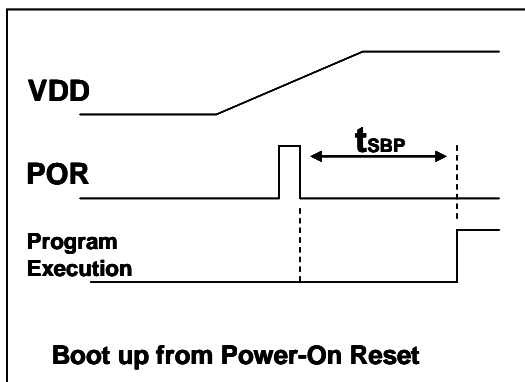 VDD
tSBP
POR
Program
Execution
Boot up from Power-On Reset